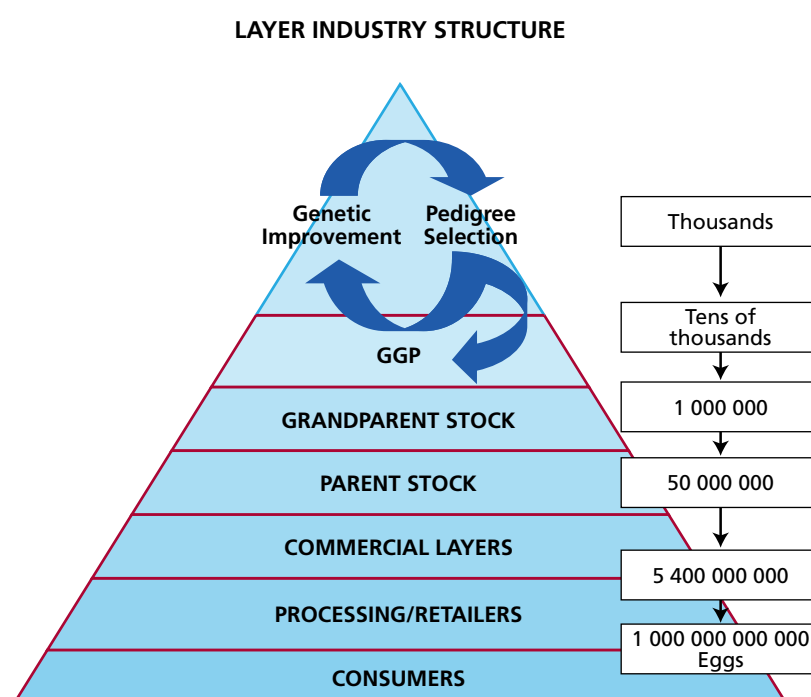 LAYER INDUSTRY STRUCTURE
Genetic
Improvement
Pedigree
Selection
Thousands
Tens of
thousands
GGP
1 000 000
GRANDPARENT STOCK
PARENT STOCK
50 000 000
COMMERCIAL LAYERS
5 400 000 000
PROCESSING/RETAILERS
1 000 000 000 000
Eggs
CONSUMERS